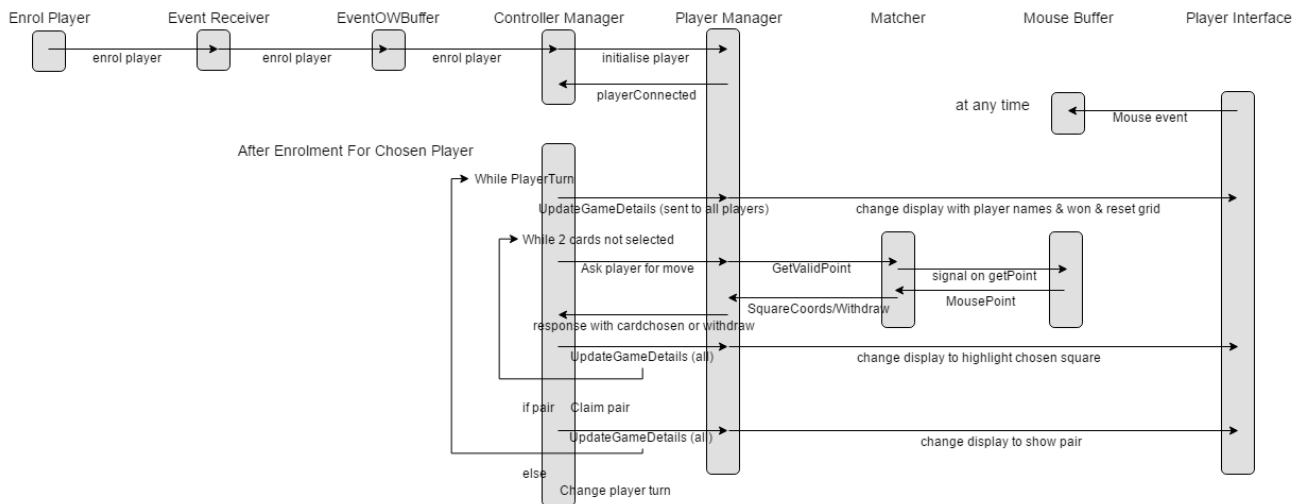 Enrol Player Event Receiver EventOWBuffer Controller Manager Player Manager Matcher Mouse Buffer Player Interface
enrol player enrol player enrol player initialise player
playerConnected
at any time
Mouse event
After Enrolment For Chosen Player
While PlayerTurn
UpdateGameDetails (sent to all players) change display with player names & won & reset grid
While 2 cards not selected
Ask player for move GetValidPoint signal on getPoint
MousePoint
SquareCoords/Withdraw
response with cardchosen or withdraw
UpdateGameDetails (all) change display to highlight chosen square
if pair Claim pair
UpdateGameDetails (all) change display to show pair
else
Change player turn